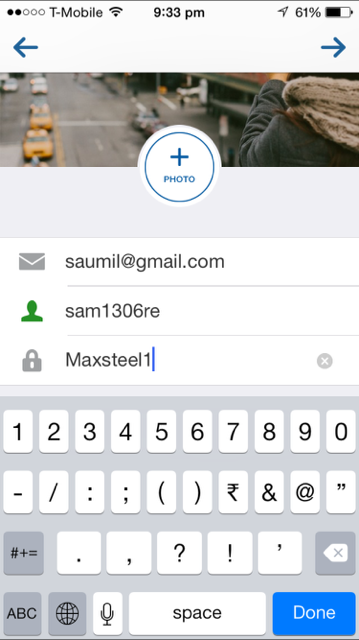 T-Mobile 9:33 pm 61%
+
PHOTO
saumil@gmail.com
sam1306re
Maxsteel1
1 2 3 4 5 6 7 8 9 0
- / : ; ( ) ₹ & @ ”
#+= . , ? ! ’
ABC space Done